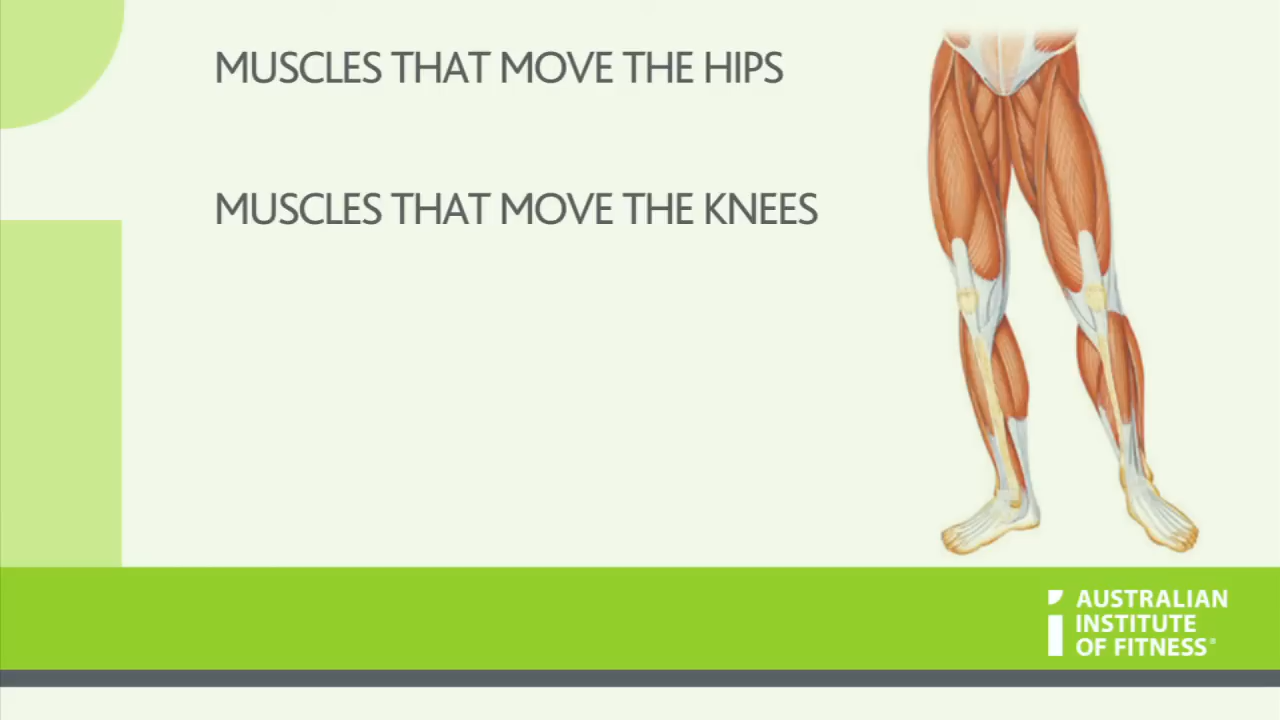 MUSCLES THAT MOVE THE HIPS
MUSCLES THAT MOVE THE KNEES
AUSTRALIAN
INSTITUTE
OF FITNESS®